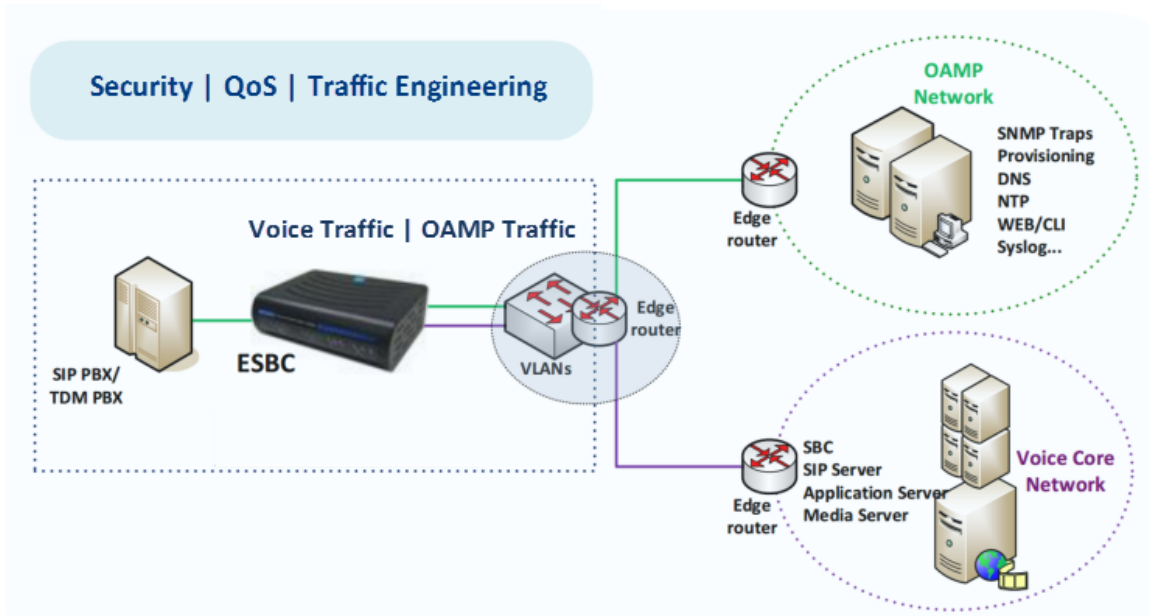 Security | QoS | Traffic Engineering
OAMP
Network
SNMP Traps
Provisioning
DNS
NTP
WEB/CLI
Syslog...
Edge
router
Voice Traffic | OAMP Traffic
SIP PBX/
TDM PBX
ESBC
VLANs
Edge
router
Edge
router
SBC
SIP Server
Application Server
Media Server
Voice Core
Network